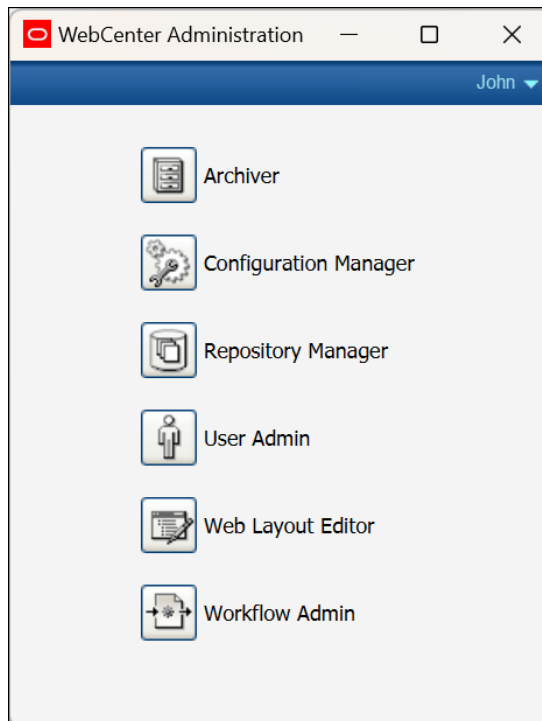 WebCenter Administration
John
Archiver
Configuration Manager
Repository Manager
User Admin
Web Layout Editor
Workflow Admin